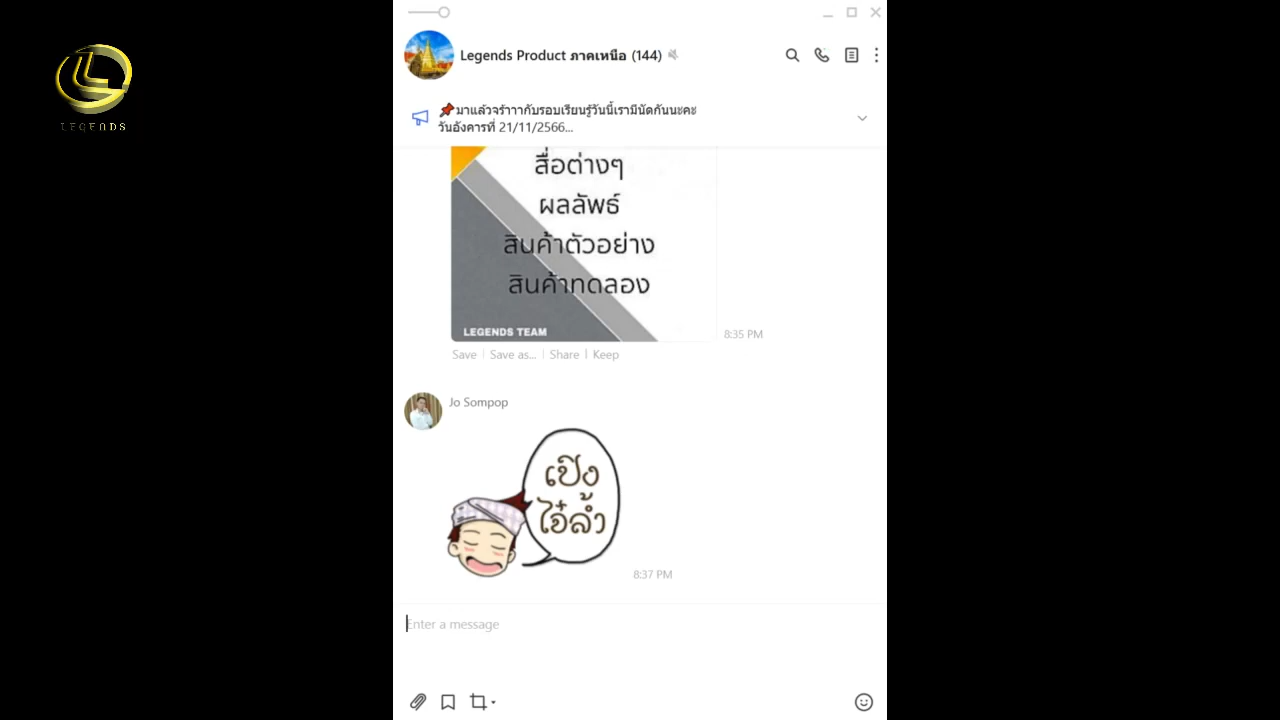 LEGENDS
Legends Product ภาคเหนือ (144)
📌มาแล้วจร้าาากับรอบเรียนรู้วันนี้เรามีนัดกันนะคะ
วันอังคารที่ 21/11/2566...
สื่อต่างๆ
ผลลัพธ์
สินค้าตัวอย่าง
สินค้าทดลอง
LEGENDS TEAM
8:35 PM
Save | Save as... | Share | Keep
Jo Sompop
เปิง
ไจ๋ล้ำ
8:37 PM
Enter a message